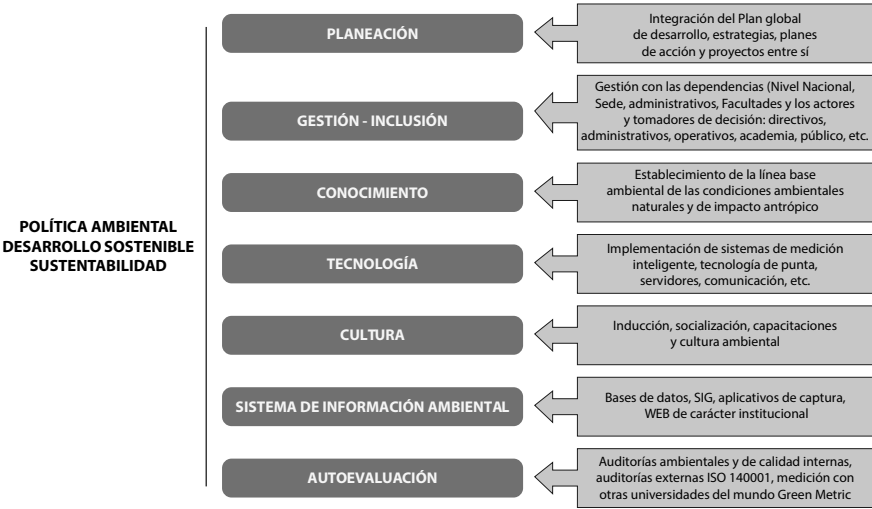 POLÍTICA AMBIENTAL
DESARROLLO SOSTENIBLE
SUSTENTABILIDAD
PLANEACIÓN
Integración del Plan global
de desarrollo, estrategias, planes
de acción y proyectos entre sí
GESTIÓN - INCLUSIÓN
Gestión con las dependencias (Nivel Nacional,
Sede, administrativos, Facultades y los actores
y tomadores de decisión: directivos,
administrativos, operativos, academia, público, etc.
CONOCIMIENTO
Establecimiento de la línea base
ambiental de las condiciones ambientales
naturales y de impacto antrópico
TECNOLOGÍA
Implementación de sistemas de medición
inteligente, tecnología de punta,
servidores, comunicación, etc.
CULTURA
Inducción, socialización, capacitaciones
y cultura ambiental
SISTEMA DE INFORMACIÓN AMBIENTAL
Bases de datos, SIG, aplicativos de captura,
WEB de carácter institucional
AUTOEVALUACIÓN
Auditorías ambientales y de calidad internas,
auditorías externas ISO 140001, medición con
otras universidades del mundo Green Metric